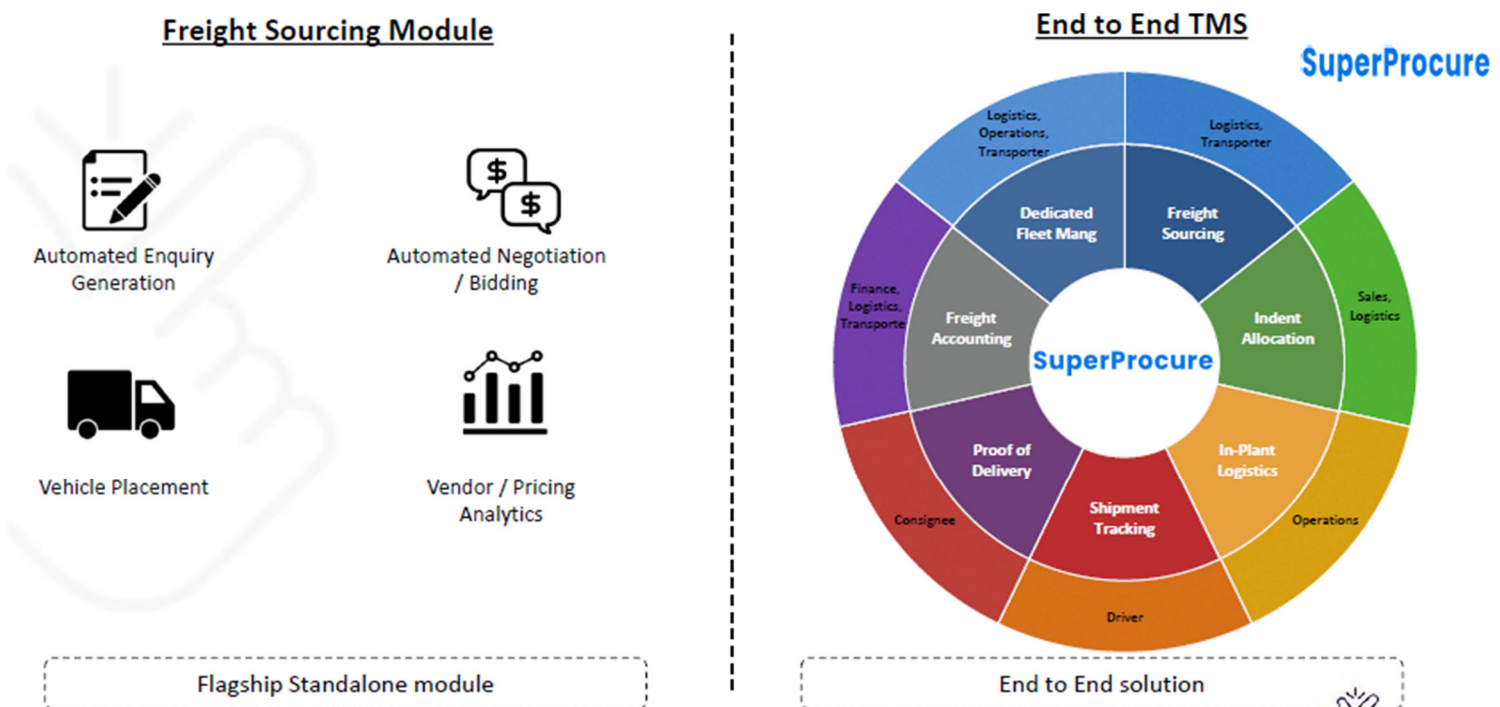 Freight Sourcing Module
Automated Enquiry
Generation
$
$
Automated Negotiation
/ Bidding
Vehicle Placement
Vendor / Pricing
Analytics
Flagship Standalone module
End to End TMS
SuperProcure
Logistics,
Operations,
Transporter
Logistics,
Transporter
Dedicated
Fleet Mang
Freight
Sourcing
Finance,
Logistics,
Transporte
Sales,
Logistics
Freight
Accounting
Indent
Allocation
SuperProcure
Proof of
Delivery
In-Plant
Logistics
Shipment
Tracking
Consignee
Operations
Driver
End to End solution